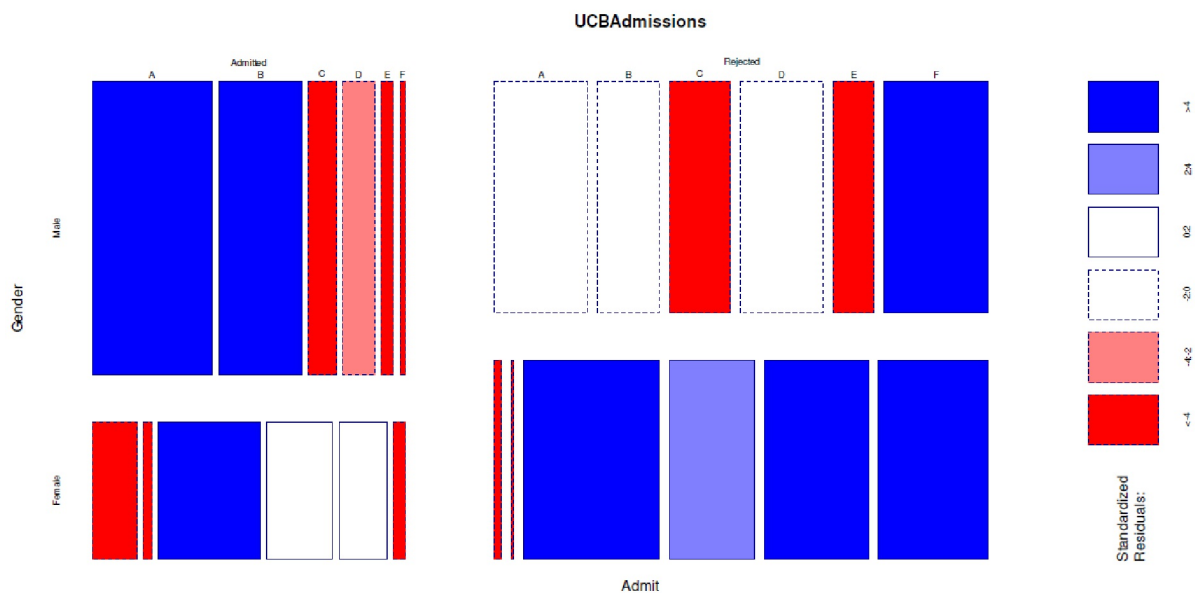 UCBAdmissions
Admitted
Rejected
A B C D E F
A B C D E F
Male
Female
Gender
Admit
>4
2:4
0:2
-2:0
-4:-2
<-4
Standardized
Residuals: